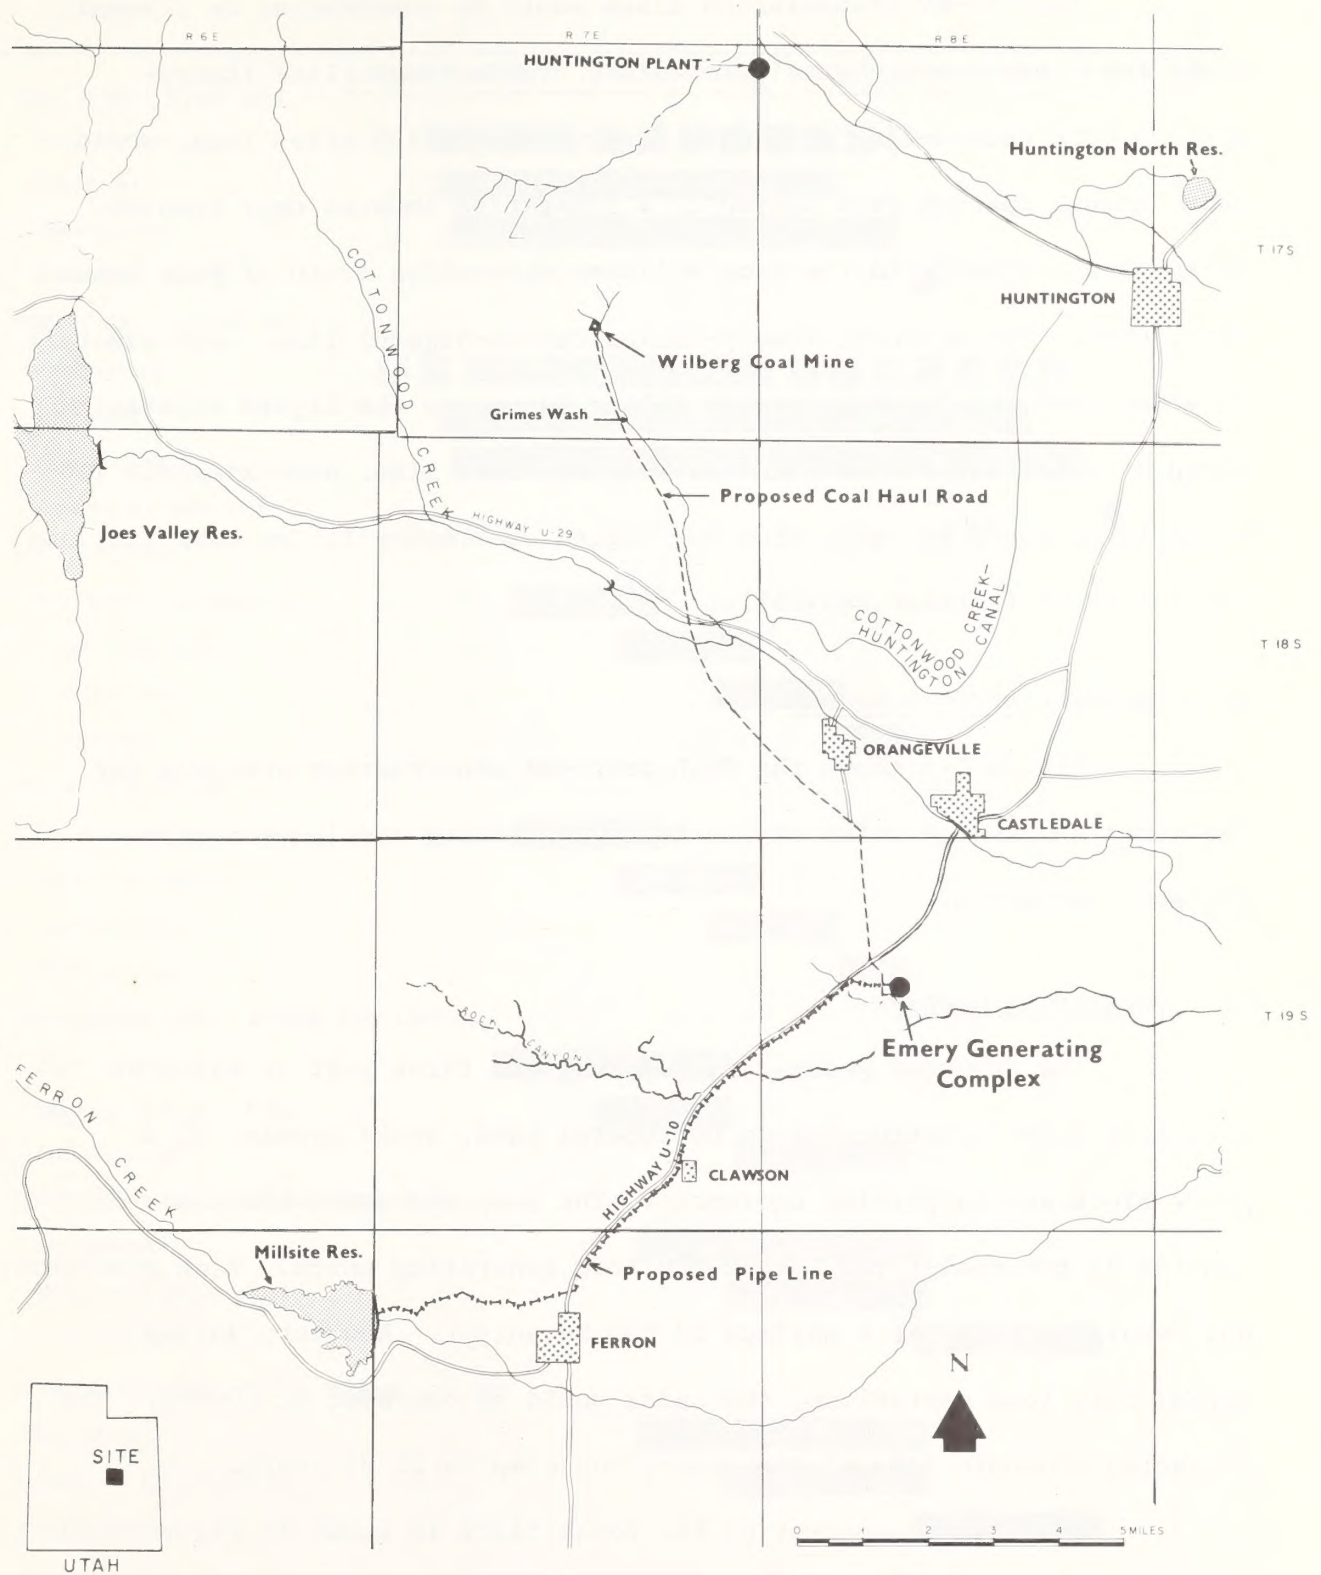 R 6 E
R 7 E
R 8 E
HUNTINGTON PLANT
Huntington North Res.
T 17 S
HUNTINGTON
COTTONWOOD CREEK
Wilberg Coal Mine
Grimes Wash
Proposed Coal Haul Road
HIGHWAY U-29
Joes Valley Res.
COTTONWOOD CREEK-
HUNTINGTON CANAL
T 18 S
ORANGEVILLE
CASTLEDALE
CANYON
T 19 S
Emery Generating
Complex
FERRON CREEK
HIGHWAY U-10
CLAWSON
Millsite Res.
Proposed Pipe Line
FERRON
N
SITE
UTAH
0 1 2 3 4 5 MILES